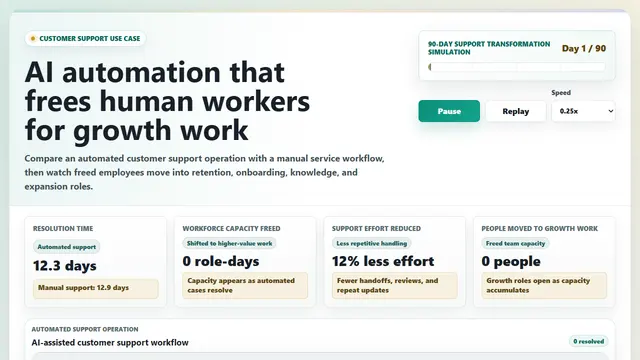 CUSTOMER SUPPORT USE CASE
AI automation that
frees human workers
for growth work
Compare an automated customer support operation with a manual service workflow,
then watch freed employees move into retention, onboarding, knowledge, and
expansion roles.
90-DAY SUPPORT TRANSFORMATION
SIMULATION
Day 1 / 90
Speed
Pause
Replay
0.25x
RESOLUTION TIME
Automated support
12.3 days
Manual support: 12.9 days
WORKFORCE CAPACITY FREED
Shifted to higher-value work
0 role-days
Capacity appears as automated
cases resolve
SUPPORT EFFORT REDUCED
Less repetitive handling
12% less effort
Fewer handoffs, reviews, and
repeat updates
PEOPLE MOVED TO GROWTH WORK
Freed team capacity
0 people
Growth roles open as capacity
accumulates
AUTOMATED SUPPORT OPERATION
AI-assisted customer support workflow
0 resolved